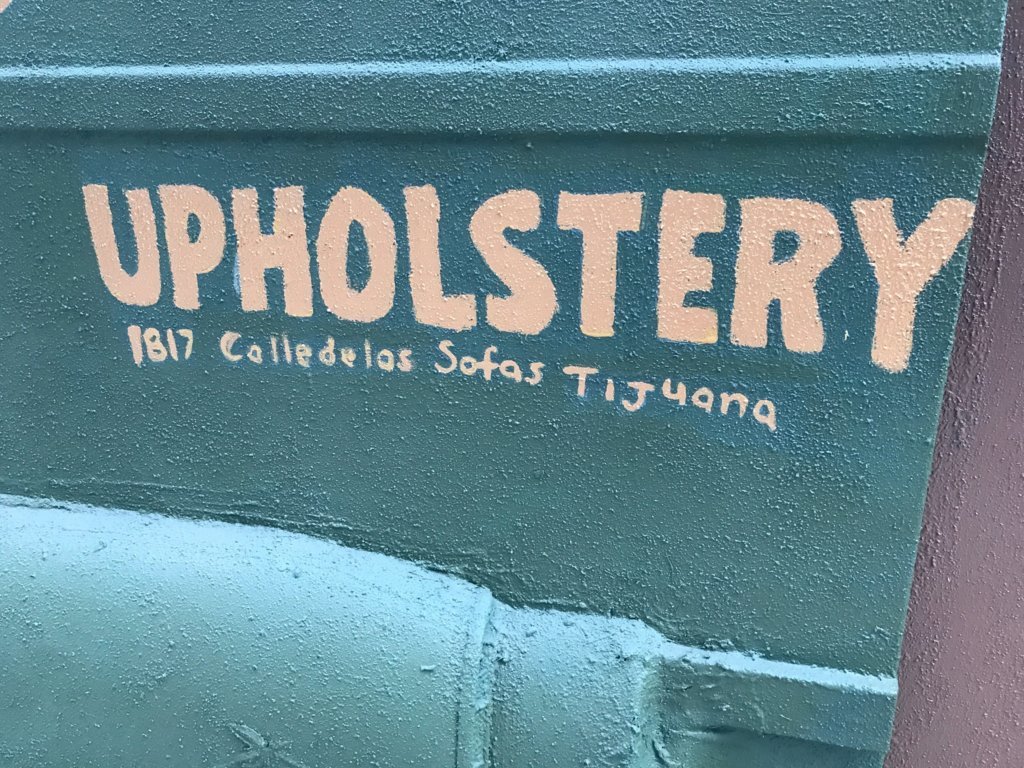 UPHOLSTERY
1817 Calledelas Sofas TIJuana